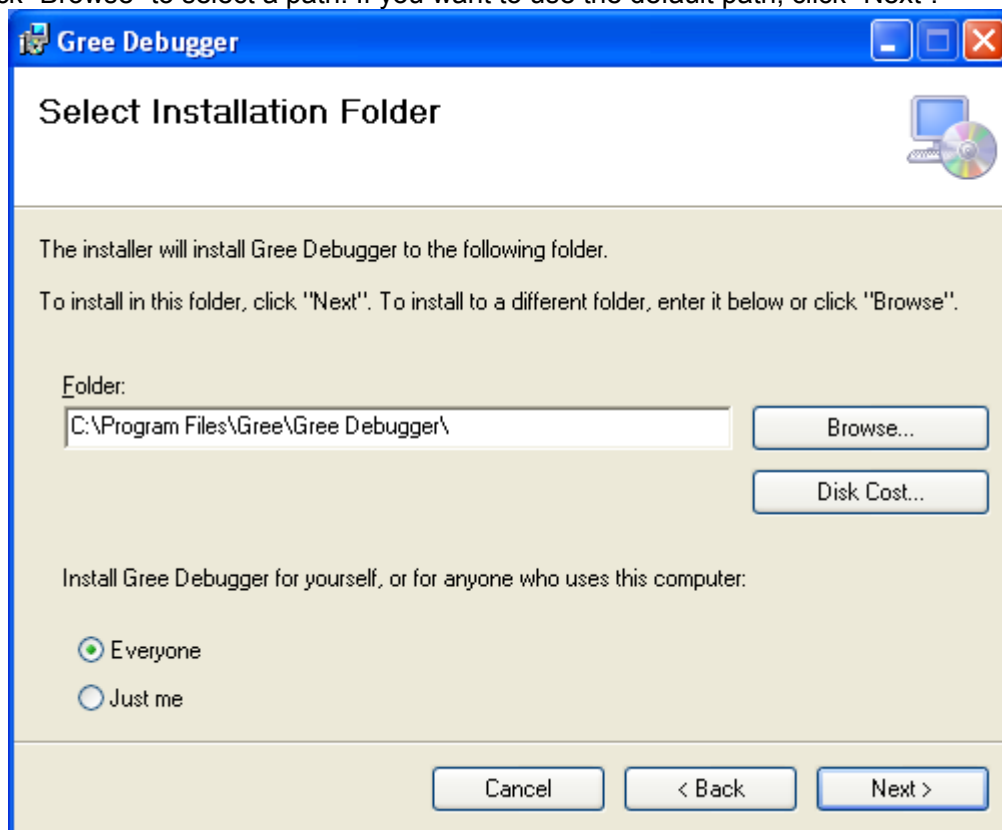 "Browse" to select a path. If you want to use the default path, click "Next".
Gree Debugger
Select Installation Folder
The installer will install Gree Debugger to the following folder.
To install in this folder, click "Next". To install to a different folder, enter it below or click "Browse".
Folder:
C:\Program Files\Gree\Gree Debugger\
Browse...
Disk Cost...
Install Gree Debugger for yourself, or for anyone who uses this computer:
Everyone
Just me
Cancel
< Back
Next >